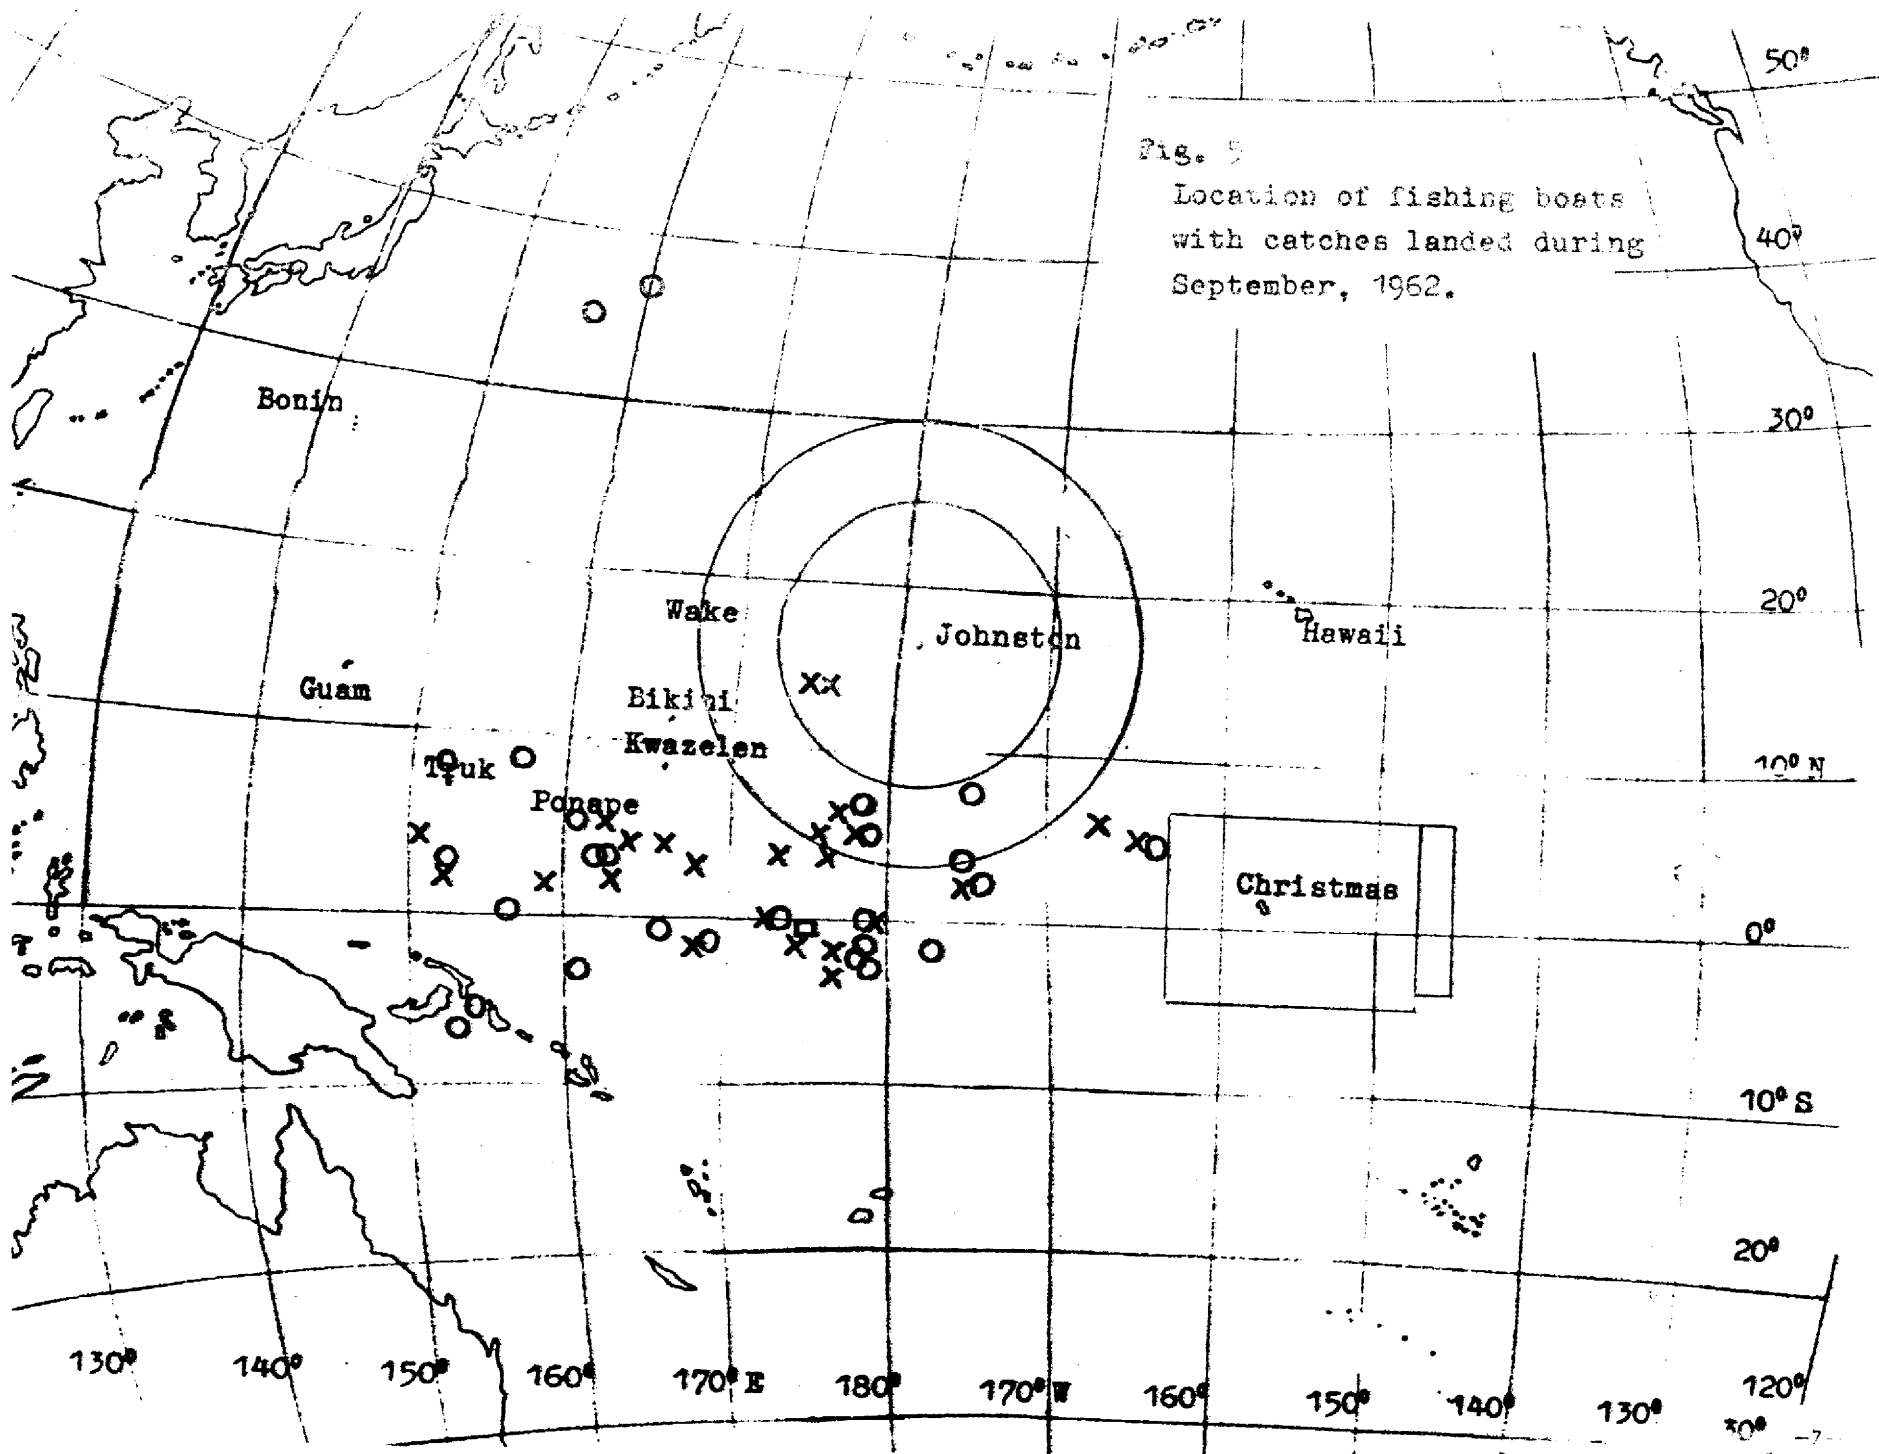 50°
Fig. 5
Location of fishing boats
with catches landed during
September, 1962.
40°
Bonin
30°
Wake
Johnston
Hawaii
20°
Guam
Bikini
Kwazelen
Truk
10° N
Ponape
Christmas
0°
10° S
20°
130° 140° 150° 160° 170° E 180° 170° W 160° 150° 140° 130° 120°
30°